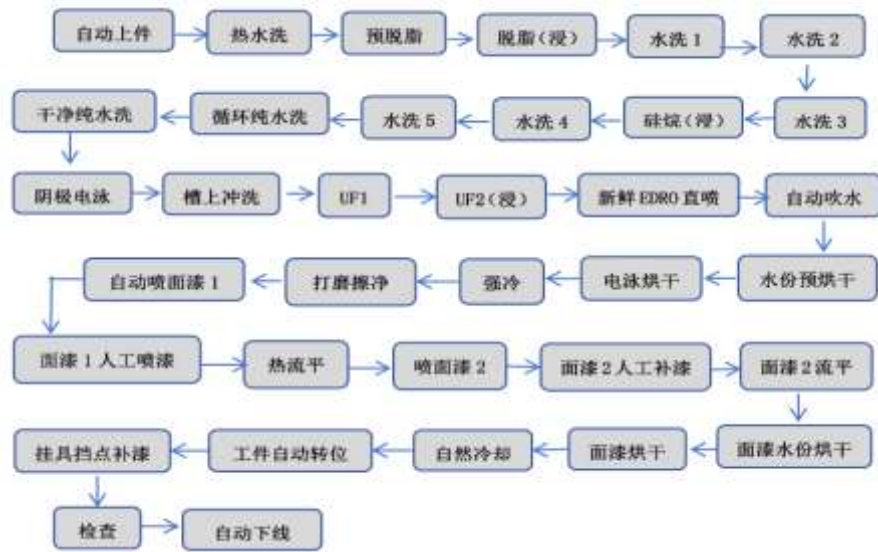 自动上件 热水洗 预脱脂 脱脂(浸) 水洗1 水洗2
干净纯水洗 循环纯水洗 水洗5 水洗4 硅烷(浸) 水洗3
阴极电泳 槽上冲洗 UF1 UF2(浸) 新鲜EDRO直喷 自动吹水
自动喷面漆1 打磨擦净 强冷 电泳烘干 水份预烘干
面漆1人工喷漆 热流平 喷面漆2 面漆2人工补漆 面漆2流平
挂具挡点补漆 工件自动转位 自然冷却 面漆烘干 面漆水份烘干
检查 自动下线